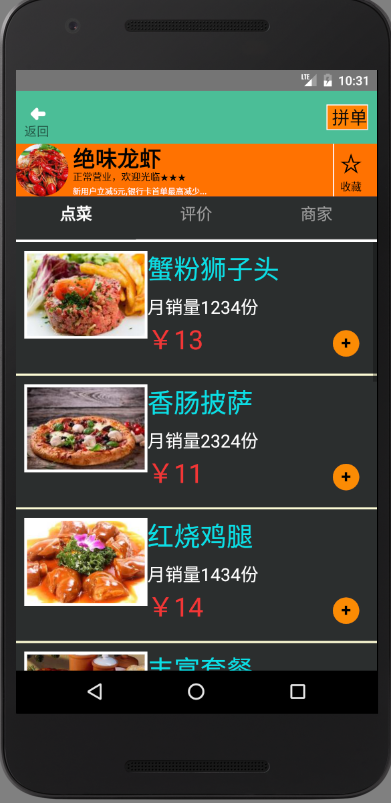 LTE 10:31
返回
拼单
绝味龙虾
正常营业，欢迎光临★★★
新用户立减5元,银行卡首单最高减少...
收藏
点菜 评价 商家
蟹粉狮子头
月销量1234份
￥13
+
香肠披萨
月销量2324份
￥11
+
红烧鸡腿
月销量1434份
￥14
+
丰富套餐